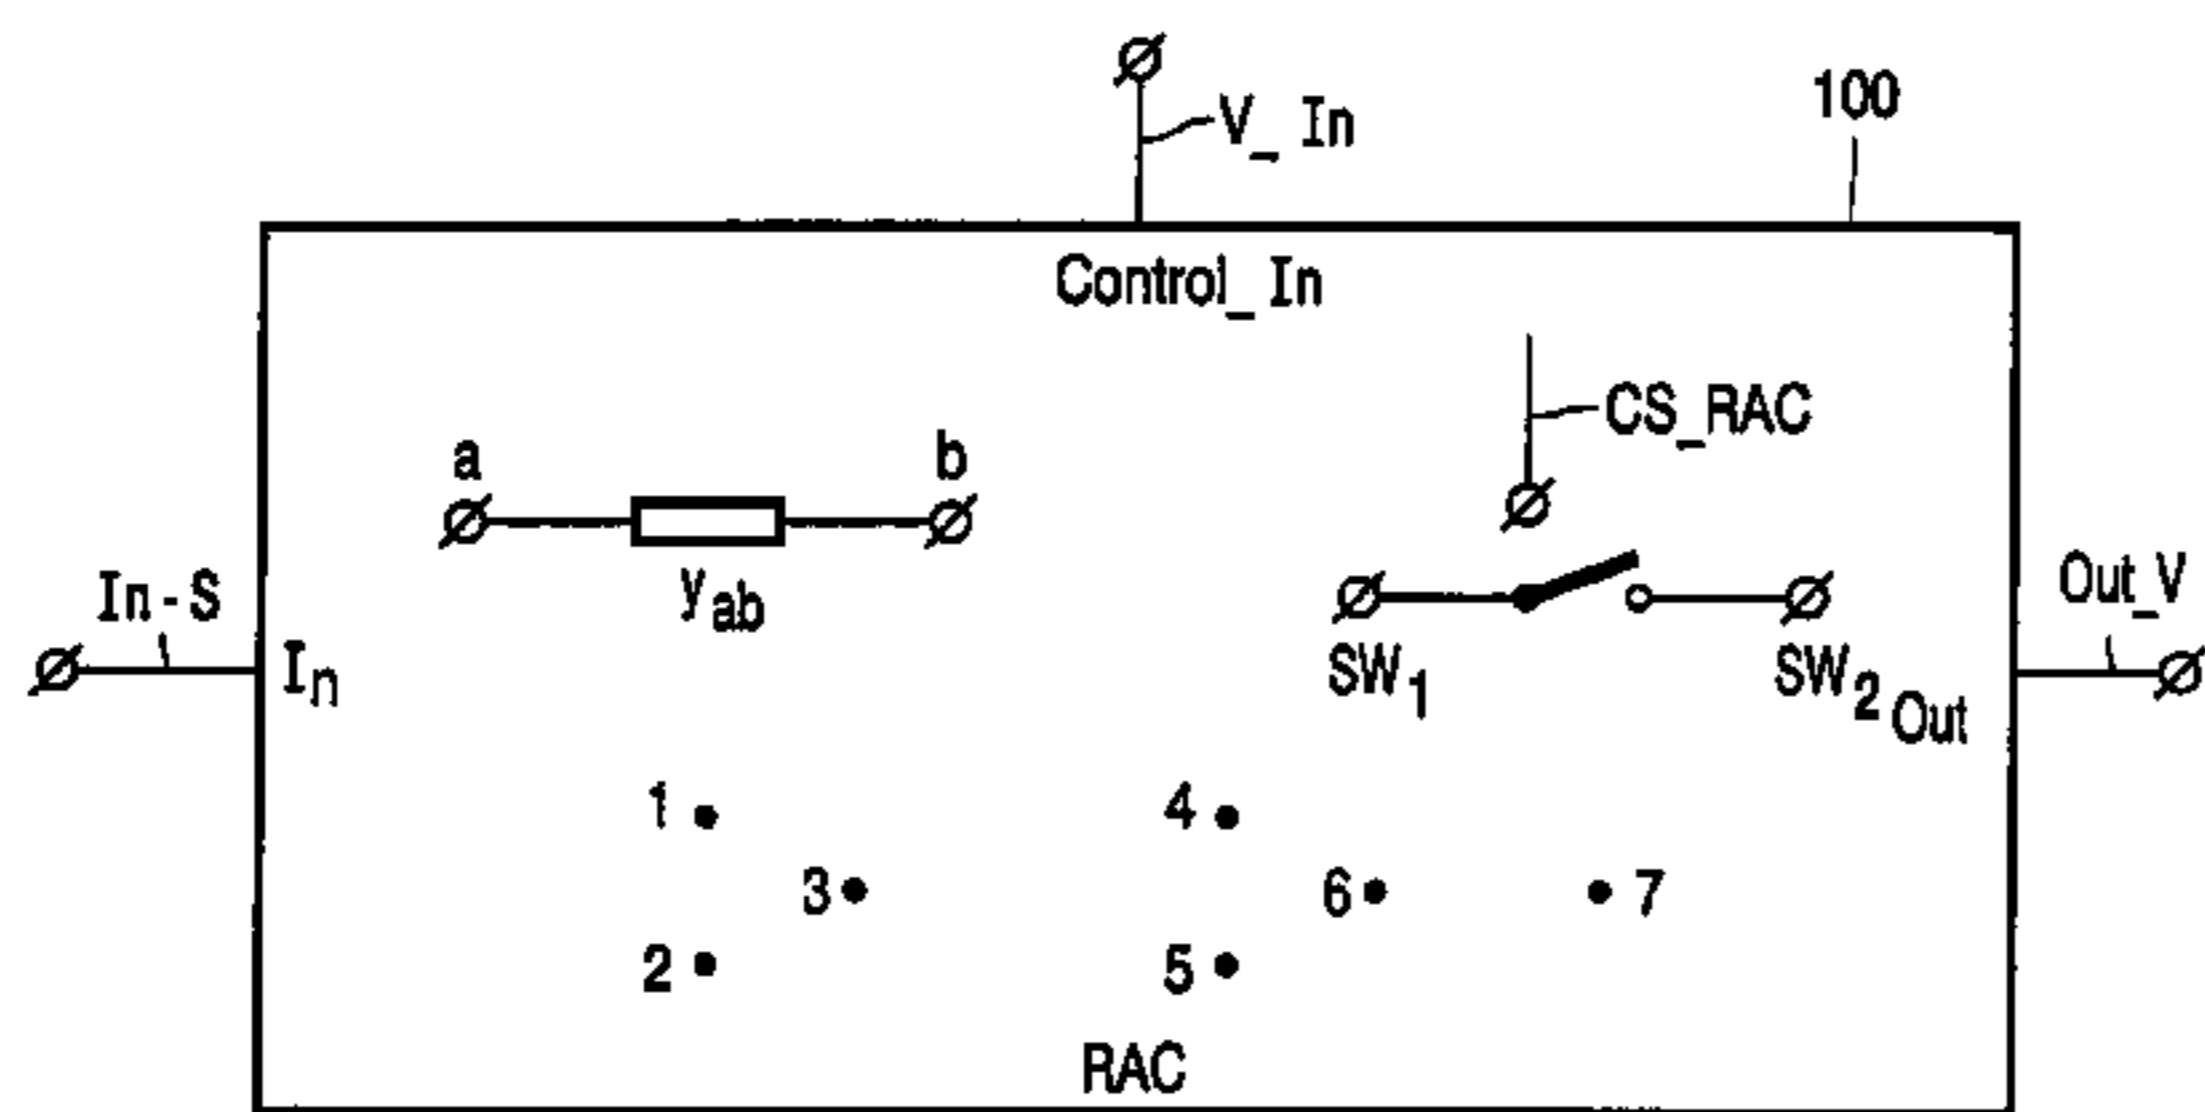 V_ In
100
Control_ In
CS_RAC
a b
yab
In-S
In
SW1
SW2
Out
Out_V
1
4
3
6
7
2
5
RAC